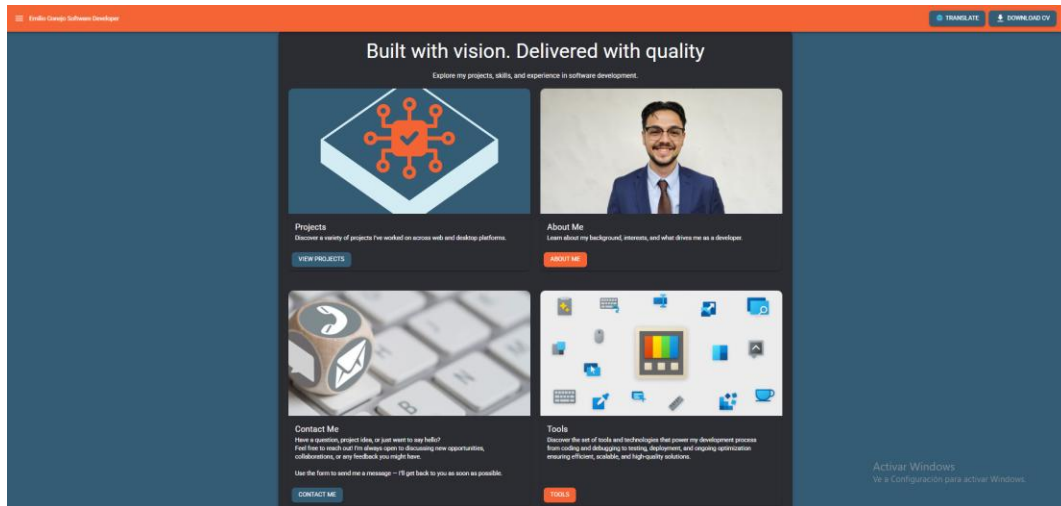 Emilio Conejo Software Developer
TRANSLATE
DOWNLOAD CV
Built with vision. Delivered with quality
Explore my projects, skills, and experience in software development.
Projects
Discover a variety of projects I've worked on across web and desktop platforms.
VIEW PROJECTS
About Me
Learn about my background, interests, and what drives me as a developer.
ABOUT ME
Contact Me
Have a question, project idea, or just want to say hello?
Feel free to reach out! I'm always open to discussing new opportunities,
collaborations, or any feedback you might have.
Use the form to send me a message — I'll get back to you as soon as possible.
CONTACT ME
Tools
Discover the set of tools and technologies that power my development process
from coding and debugging to testing, deployment, and ongoing optimization
ensuring efficient, scalable, and high-quality solutions.
TOOLS
Activar Windows
Ve a Configuración para activar Windows.